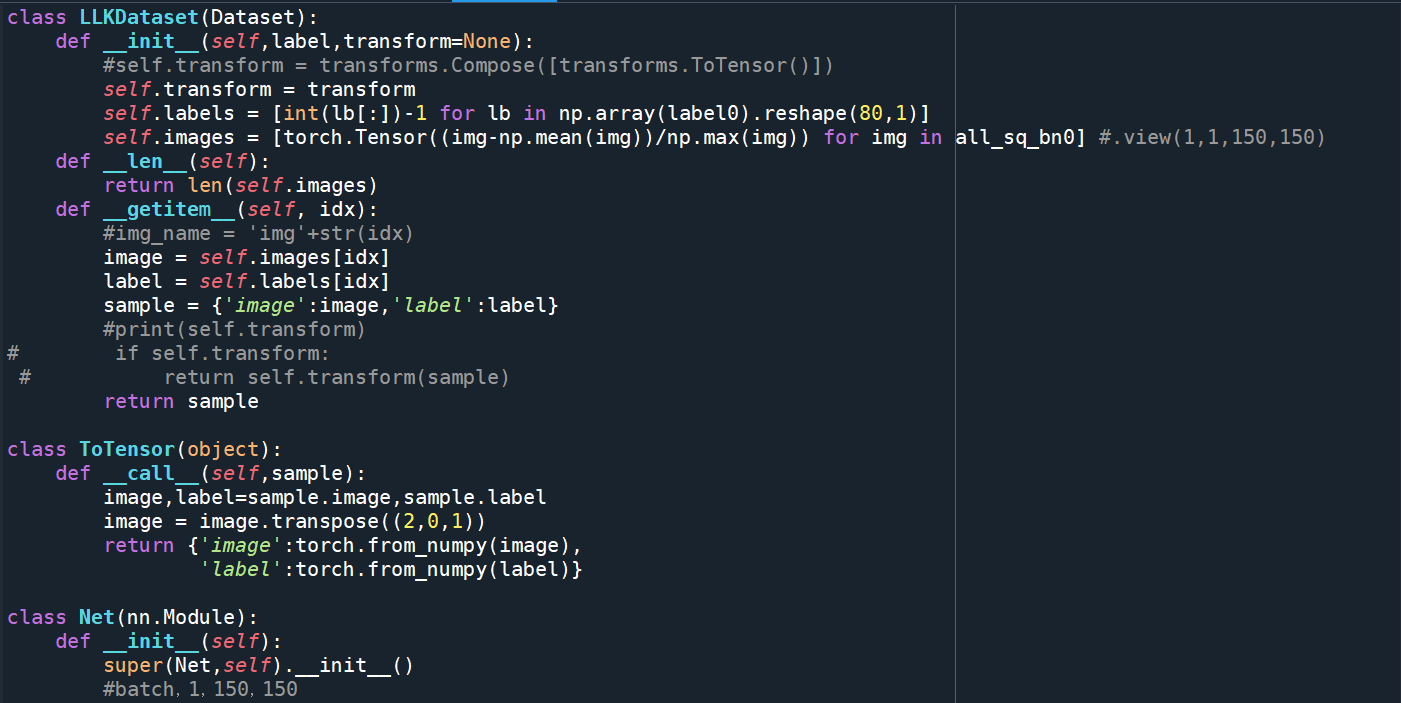 class LLKDataset(Dataset):
    def __init__(self,label,transform=None):
        #self.transform = transforms.Compose([transforms.ToTensor()])
        self.transform = transform
        self.labels = [int(lb[:])-1 for lb in np.array(label0).reshape(80,1)]
        self.images = [torch.Tensor((img-np.mean(img))/np.max(img)) for img in all_sq_bn0] #.view(1,1,150,150)
    def __len__(self):
        return len(self.images)
    def __getitem__(self, idx):
        #img_name = 'img'+str(idx)
        image = self.images[idx]
        label = self.labels[idx]
        sample = {'image':image,'label':label}
        #print(self.transform)
#        if self.transform:
 #           return self.transform(sample)
        return sample

class ToTensor(object):
    def __call__(self,sample):
        image,label=sample.image,sample.label
        image = image.transpose((2,0,1))
        return {'image':torch.from_numpy(image),
                'label':torch.from_numpy(label)}

class Net(nn.Module):
    def __init__(self):
        super(Net,self).__init__()
        #batch，1，150，150